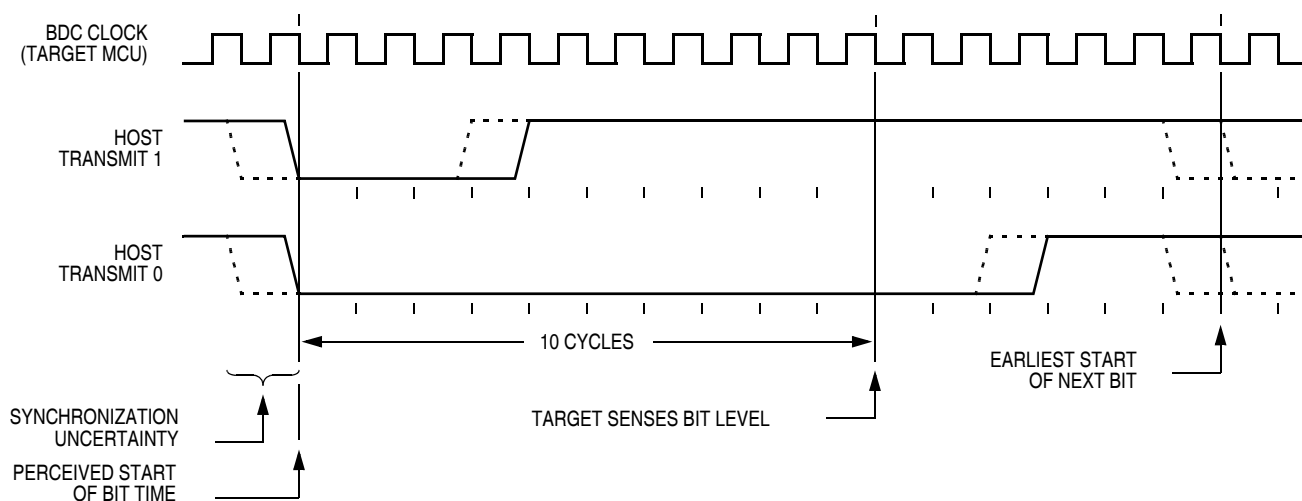 BDC CLOCK
(TARGET MCU)
HOST
TRANSMIT 1
HOST
TRANSMIT 0
10 CYCLES
EARLIEST START
OF NEXT BIT
TARGET SENSES BIT LEVEL
SYNCHRONIZATION
UNCERTAINTY
PERCEIVED START
OF BIT TIME